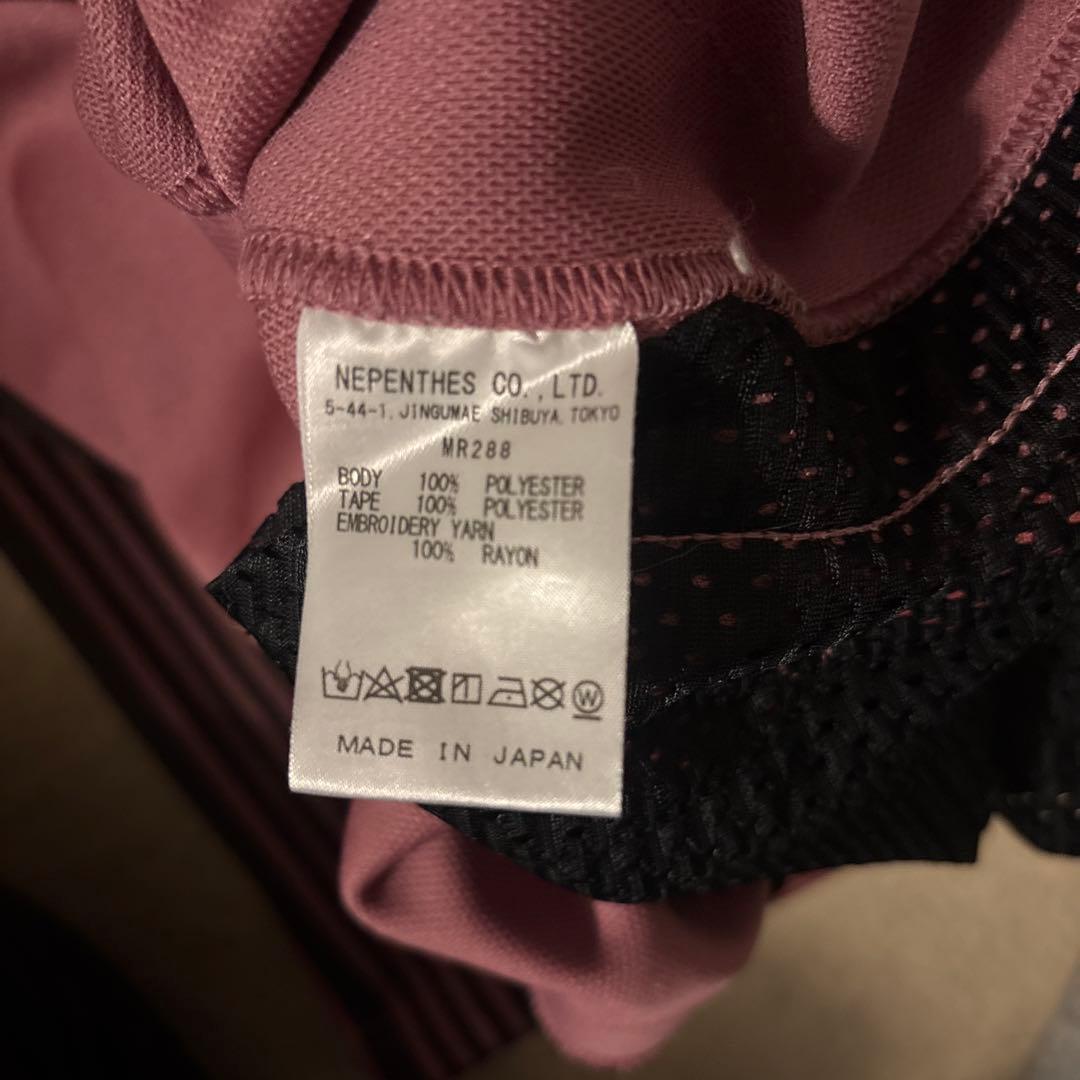 NEPENTHES CO., LTD.
5-44-1, JINGUMAE SHIBUYA, TOKYO
MR288
BODY 100% POLYESTER
TAPE 100% POLYESTER
EMBROIDERY YARN
100% RAYON
W
MADE IN JAPAN